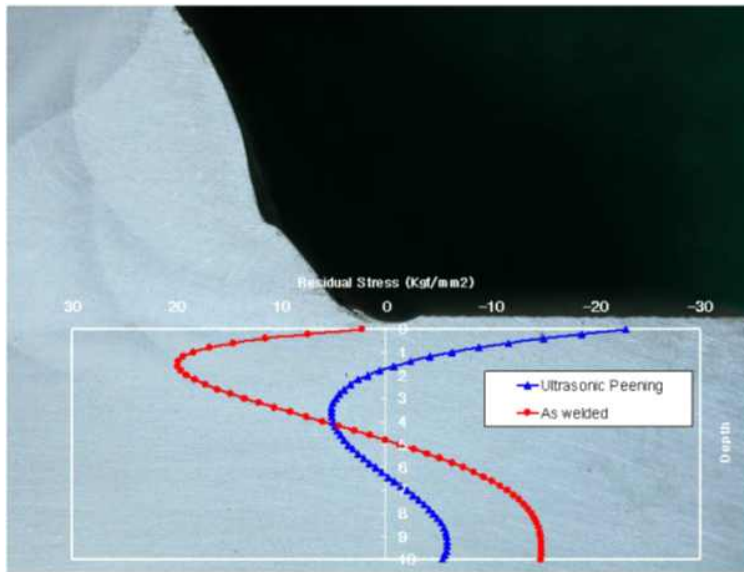 Residual Stress (Kgf/mm2)
30 20 10 0 -10 -20 -30
0
1
2
3
4
5
6
7
8
9
10
Ultrasonic Peening
As welded
Depth